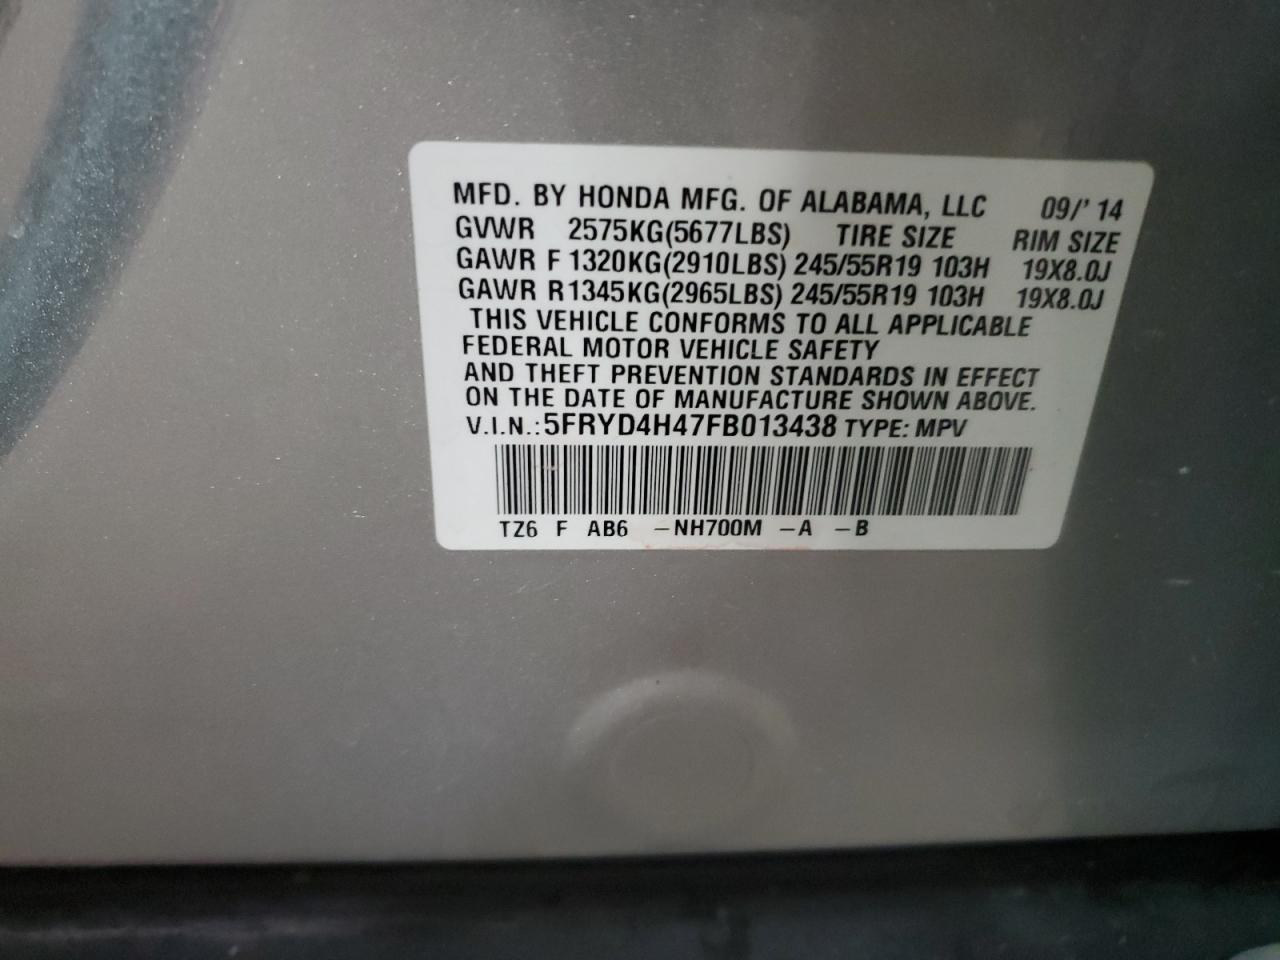 MFD. BY HONDA MFG. OF ALABAMA, LLC 09/' 14
GVWR 2575KG(5677LBS) TIRE SIZE RIM SIZE
GAWR F 1320KG(2910LBS) 245/55R19 103H 19X8.0J
GAWR R1345KG(2965LBS) 245/55R19 103H 19X8.0J
THIS VEHICLE CONFORMS TO ALL APPLICABLE
FEDERAL MOTOR VEHICLE SAFETY
AND THEFT PREVENTION STANDARDS IN EFFECT
ON THE DATE OF MANUFACTURE SHOWN ABOVE.
V.I.N.:5FRYD4H47FB013438 TYPE: MPV
TZ6 F AB6 –NH700M –A –B